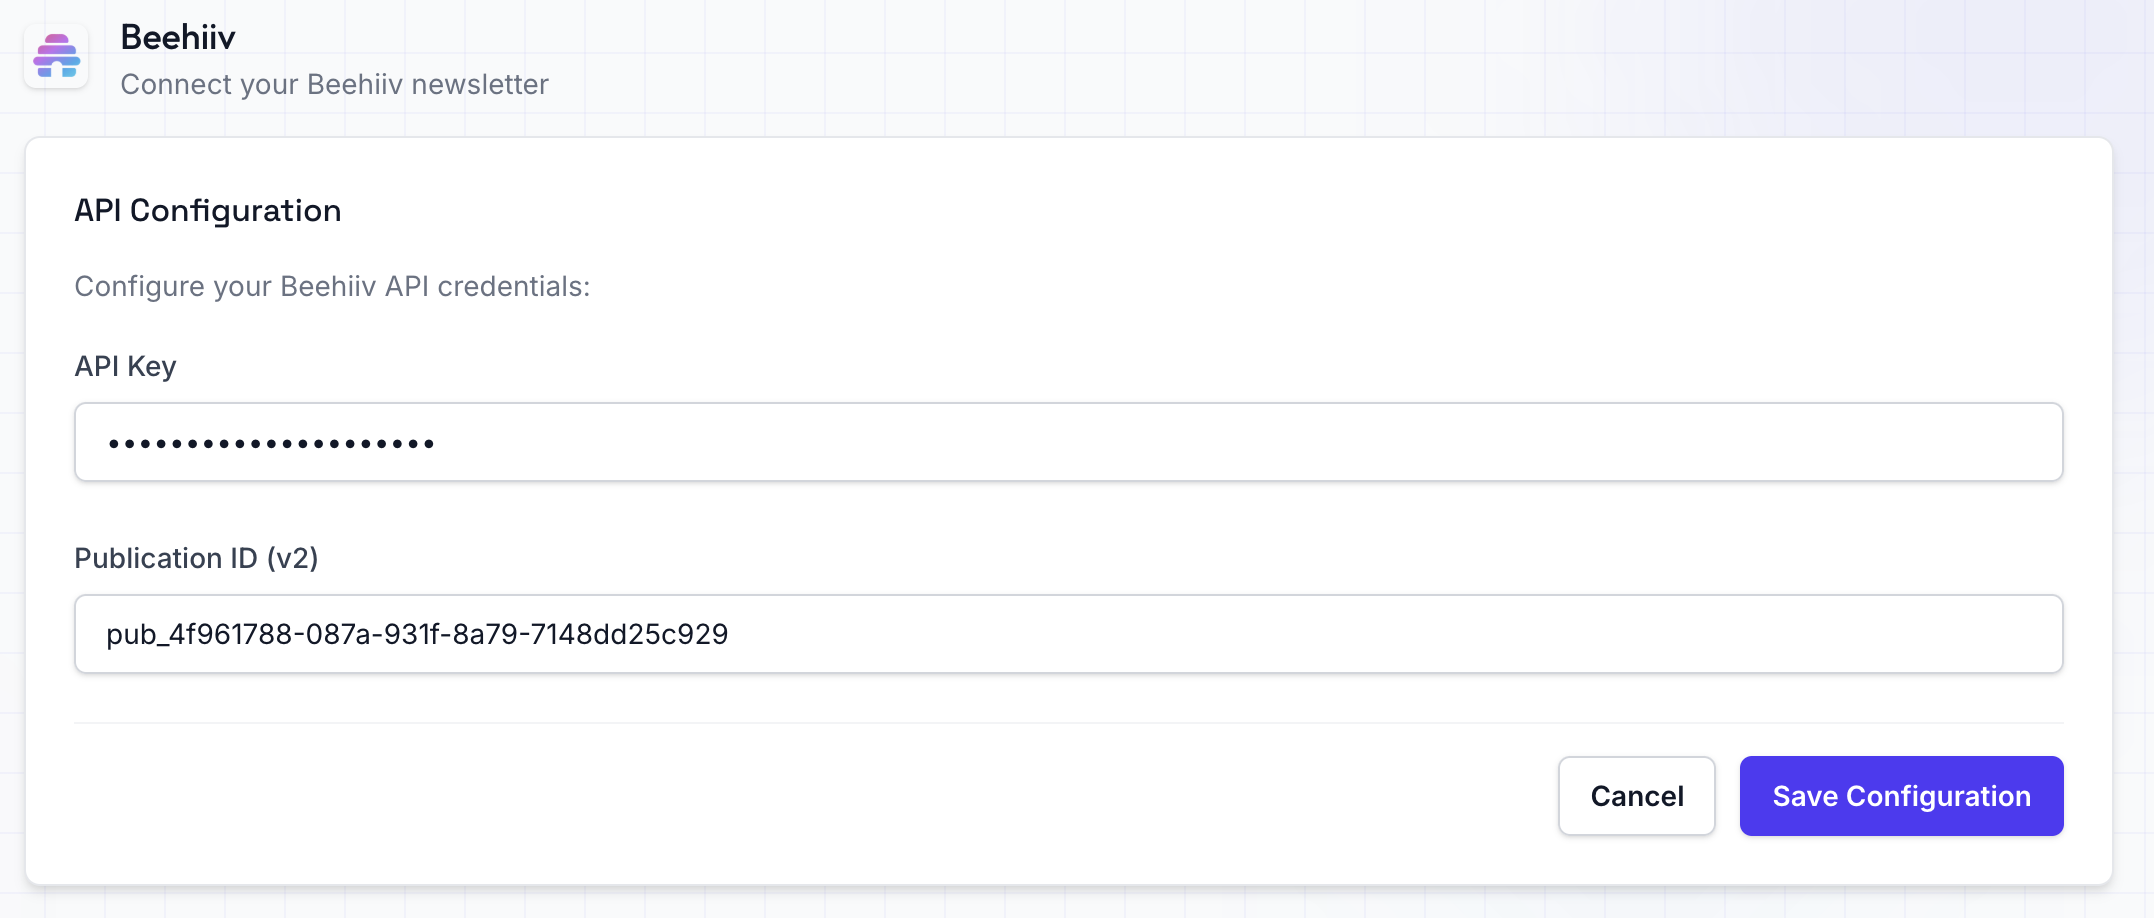 Beehiiv
Connect your Beehiiv newsletter
API Configuration
Configure your Beehiiv API credentials:
API Key
•••••••••••••••••••••
Publication ID (v2)
pub_4f961788-087a-931f-8a79-7148dd25c929
Cancel
Save Configuration